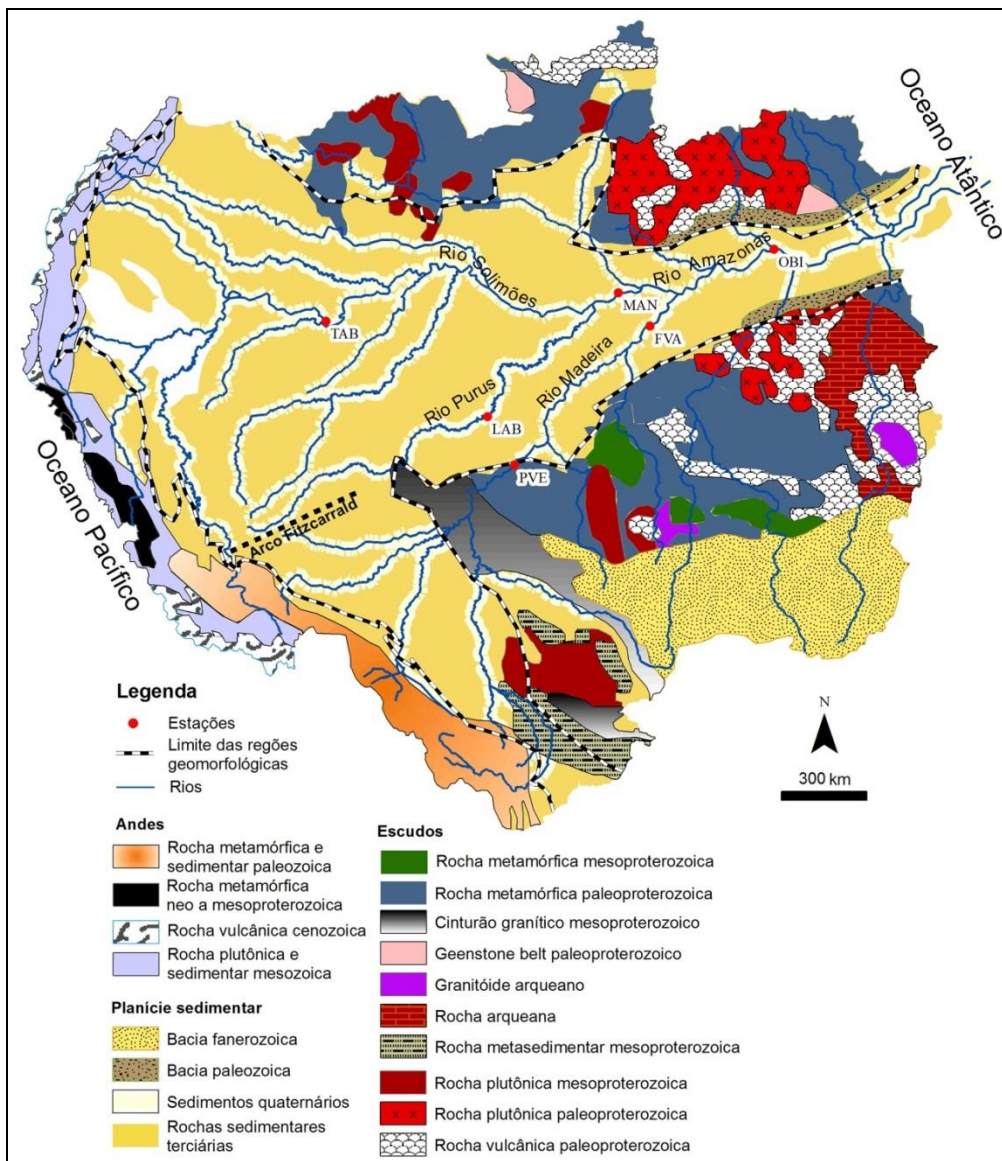 Oceano Atlântico
Rio Solimões
Rio Amazonas
OBI
MAN
TAB
FVA
Rio Purus
Rio Madeira
LAB
PVE
Oceano Pacífico
Arco Fitzcarrald
Legenda
Estações
Limite das regiões
geomorfológicas
Rios
N
300 km
Andes
Rocha metamórfica e
sedimentar paleozoica
Rocha metamórfica
neo a mesoproterozoica
Rocha vulcânica cenozoica
Rocha plutônica e
sedimentar mesozoica
Planície sedimentar
Bacia fanerozoica
Bacia paleozoica
Sedimentos quaternários
Rochas sedimentares
terciárias
Escudos
Rocha metamórfica mesoproterozoica
Rocha metamórfica paleoproterozoica
Cinturão granítico mesoproterozoico
Geenstone belt paleoproterozoico
Granitóide arqueano
Rocha arqueana
Rocha metasedimentar mesoproterozoica
Rocha plutônica mesoproterozoica
Rocha plutônica paleoproterozoica
Rocha vulcânica paleoproterozoica